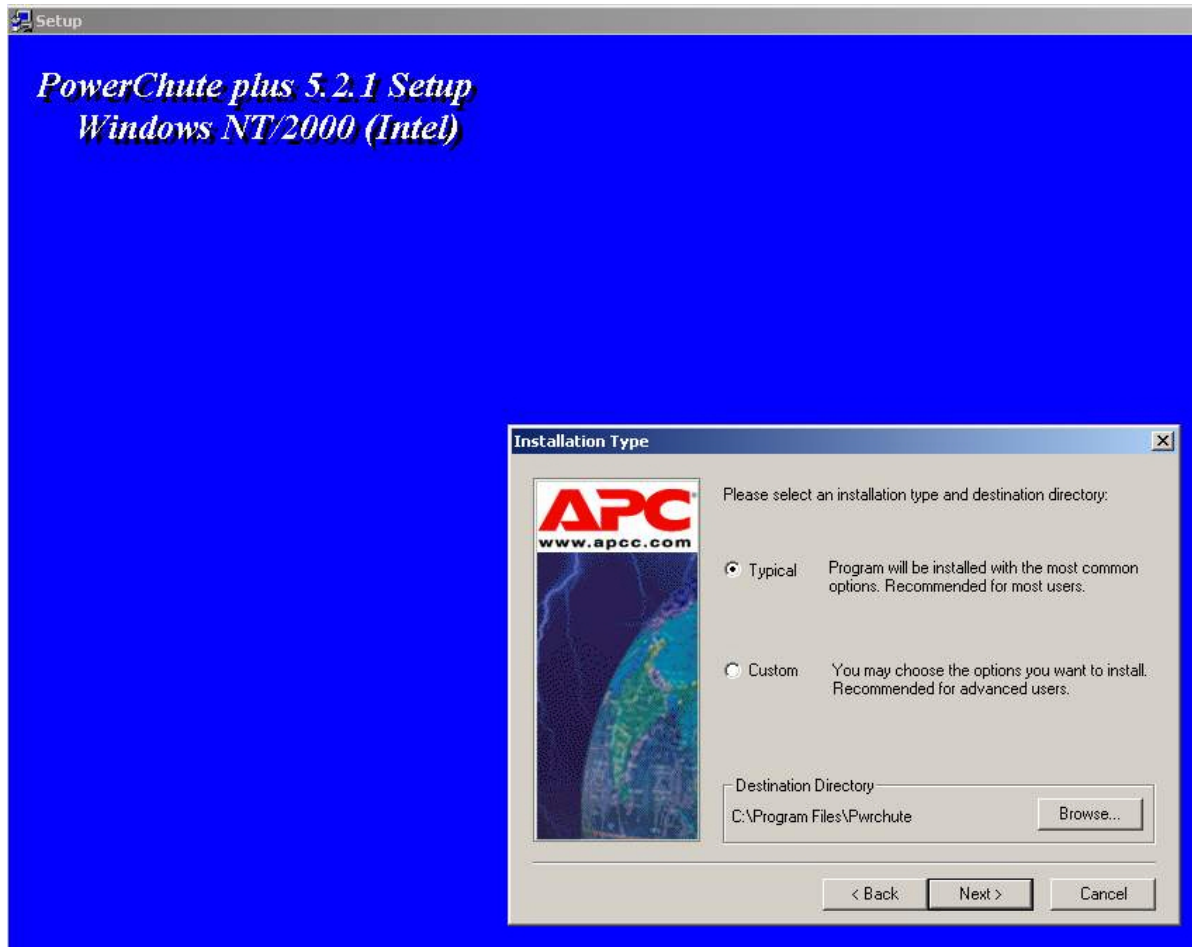 Setup
PowerChute plus 5.2.1 Setup
Windows NT/2000 (Intel)
Installation Type
APC
www.apcc.com
Please select an installation type and destination directory:
Typical
Program will be installed with the most common
options. Recommended for most users.
Custom
You may choose the options you want to install.
Recommended for advanced users.
Destination Directory
C:\Program Files\Pwrchute
Browse...
< Back
Next >
Cancel